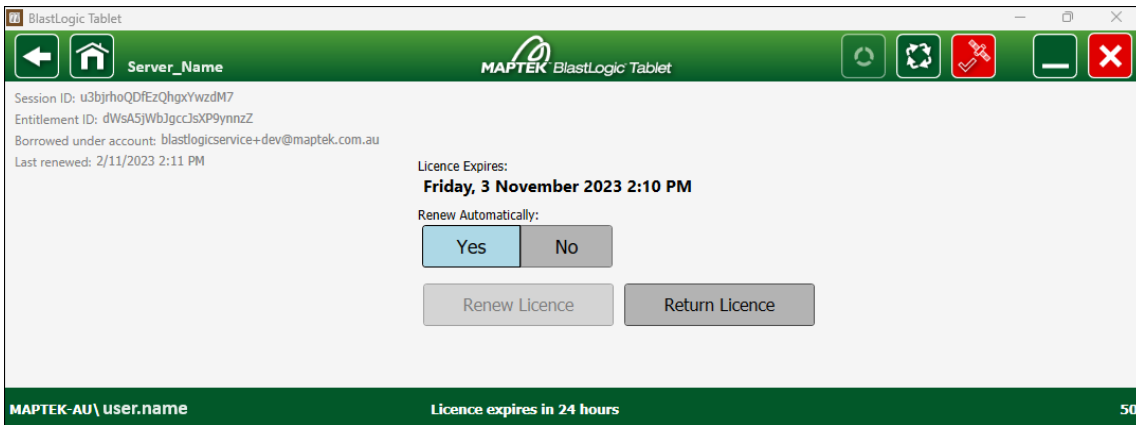 BlastLogic Tablet
Server_Name
MAPTEK BlastLogic Tablet
Session ID: u3bjrhoQDfEzQhgxYwzdM7
Entitlement ID: dWsA5jWbJgccJsXP9ynnzZ
Borrowed under account: blastlogicservice+dev@maptek.com.au
Last renewed: 2/11/2023 2:11 PM
Licence Expires:
Friday, 3 November 2023 2:10 PM
Renew Automatically:
Yes No
Renew Licence Return Licence
MAPTEK-AU\ user.name Licence expires in 24 hours 50